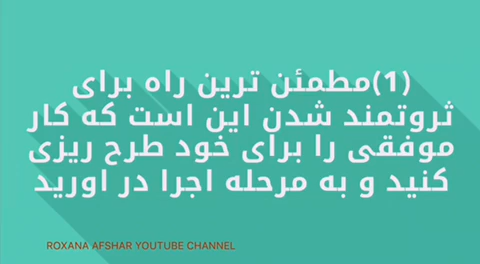 (1)مطمئن ترین راه برای
ثروتمند شدن این است که کار
موفقی را برای خود طرح ریزی
کنید و به مرحله اجرا در اورید
ROXANA AFSHAR YOUTUBE CHANNEL